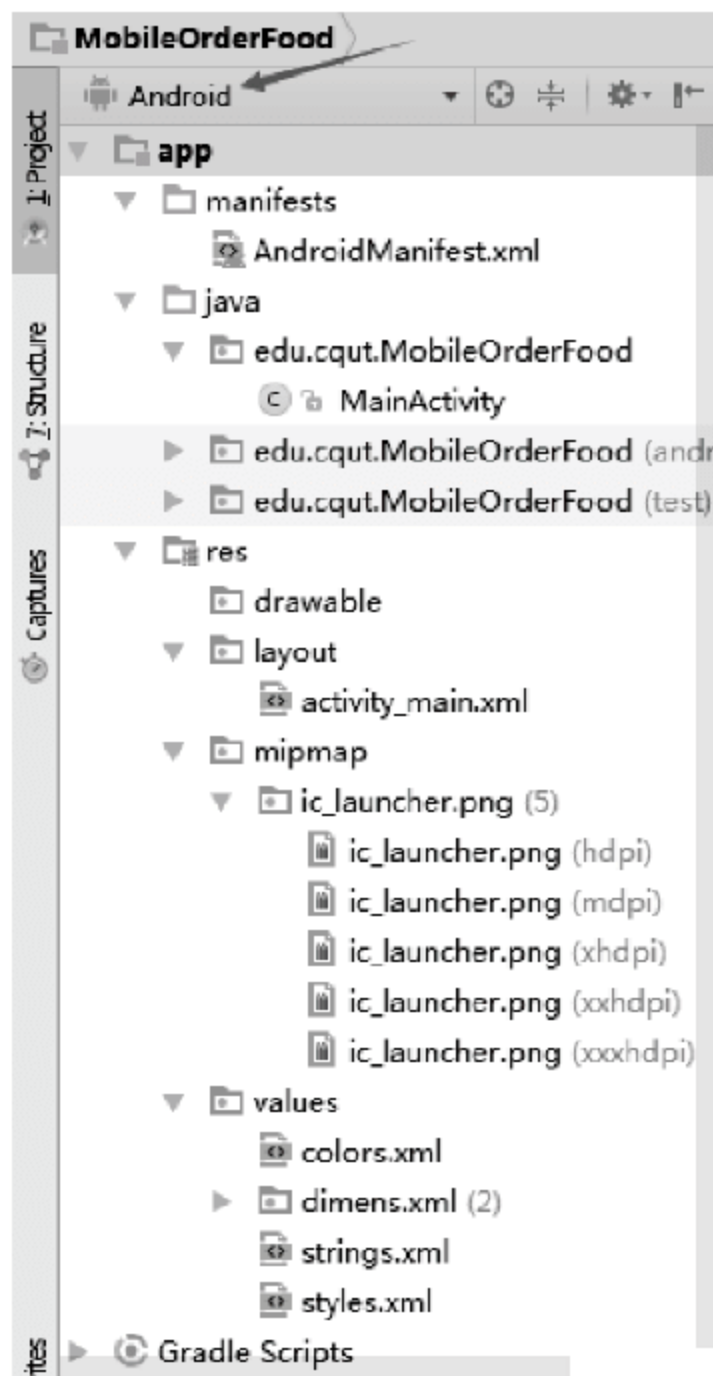 MobileOrderFood
Android
1: Project
7: Structure
Captures
app
manifests
AndroidManifest.xml
java
edu.cqut.MobileOrderFood
MainActivity
edu.cqut.MobileOrderFood (andr
edu.cqut.MobileOrderFood (test)
res
drawable
layout
activity_main.xml
mipmap
ic_launcher.png (5)
ic_launcher.png (hdpi)
ic_launcher.png (mdpi)
ic_launcher.png (xhdpi)
ic_launcher.png (xxhdpi)
ic_launcher.png (xxxhdpi)
values
colors.xml
dimens.xml (2)
strings.xml
styles.xml
Gradle Scripts
ites